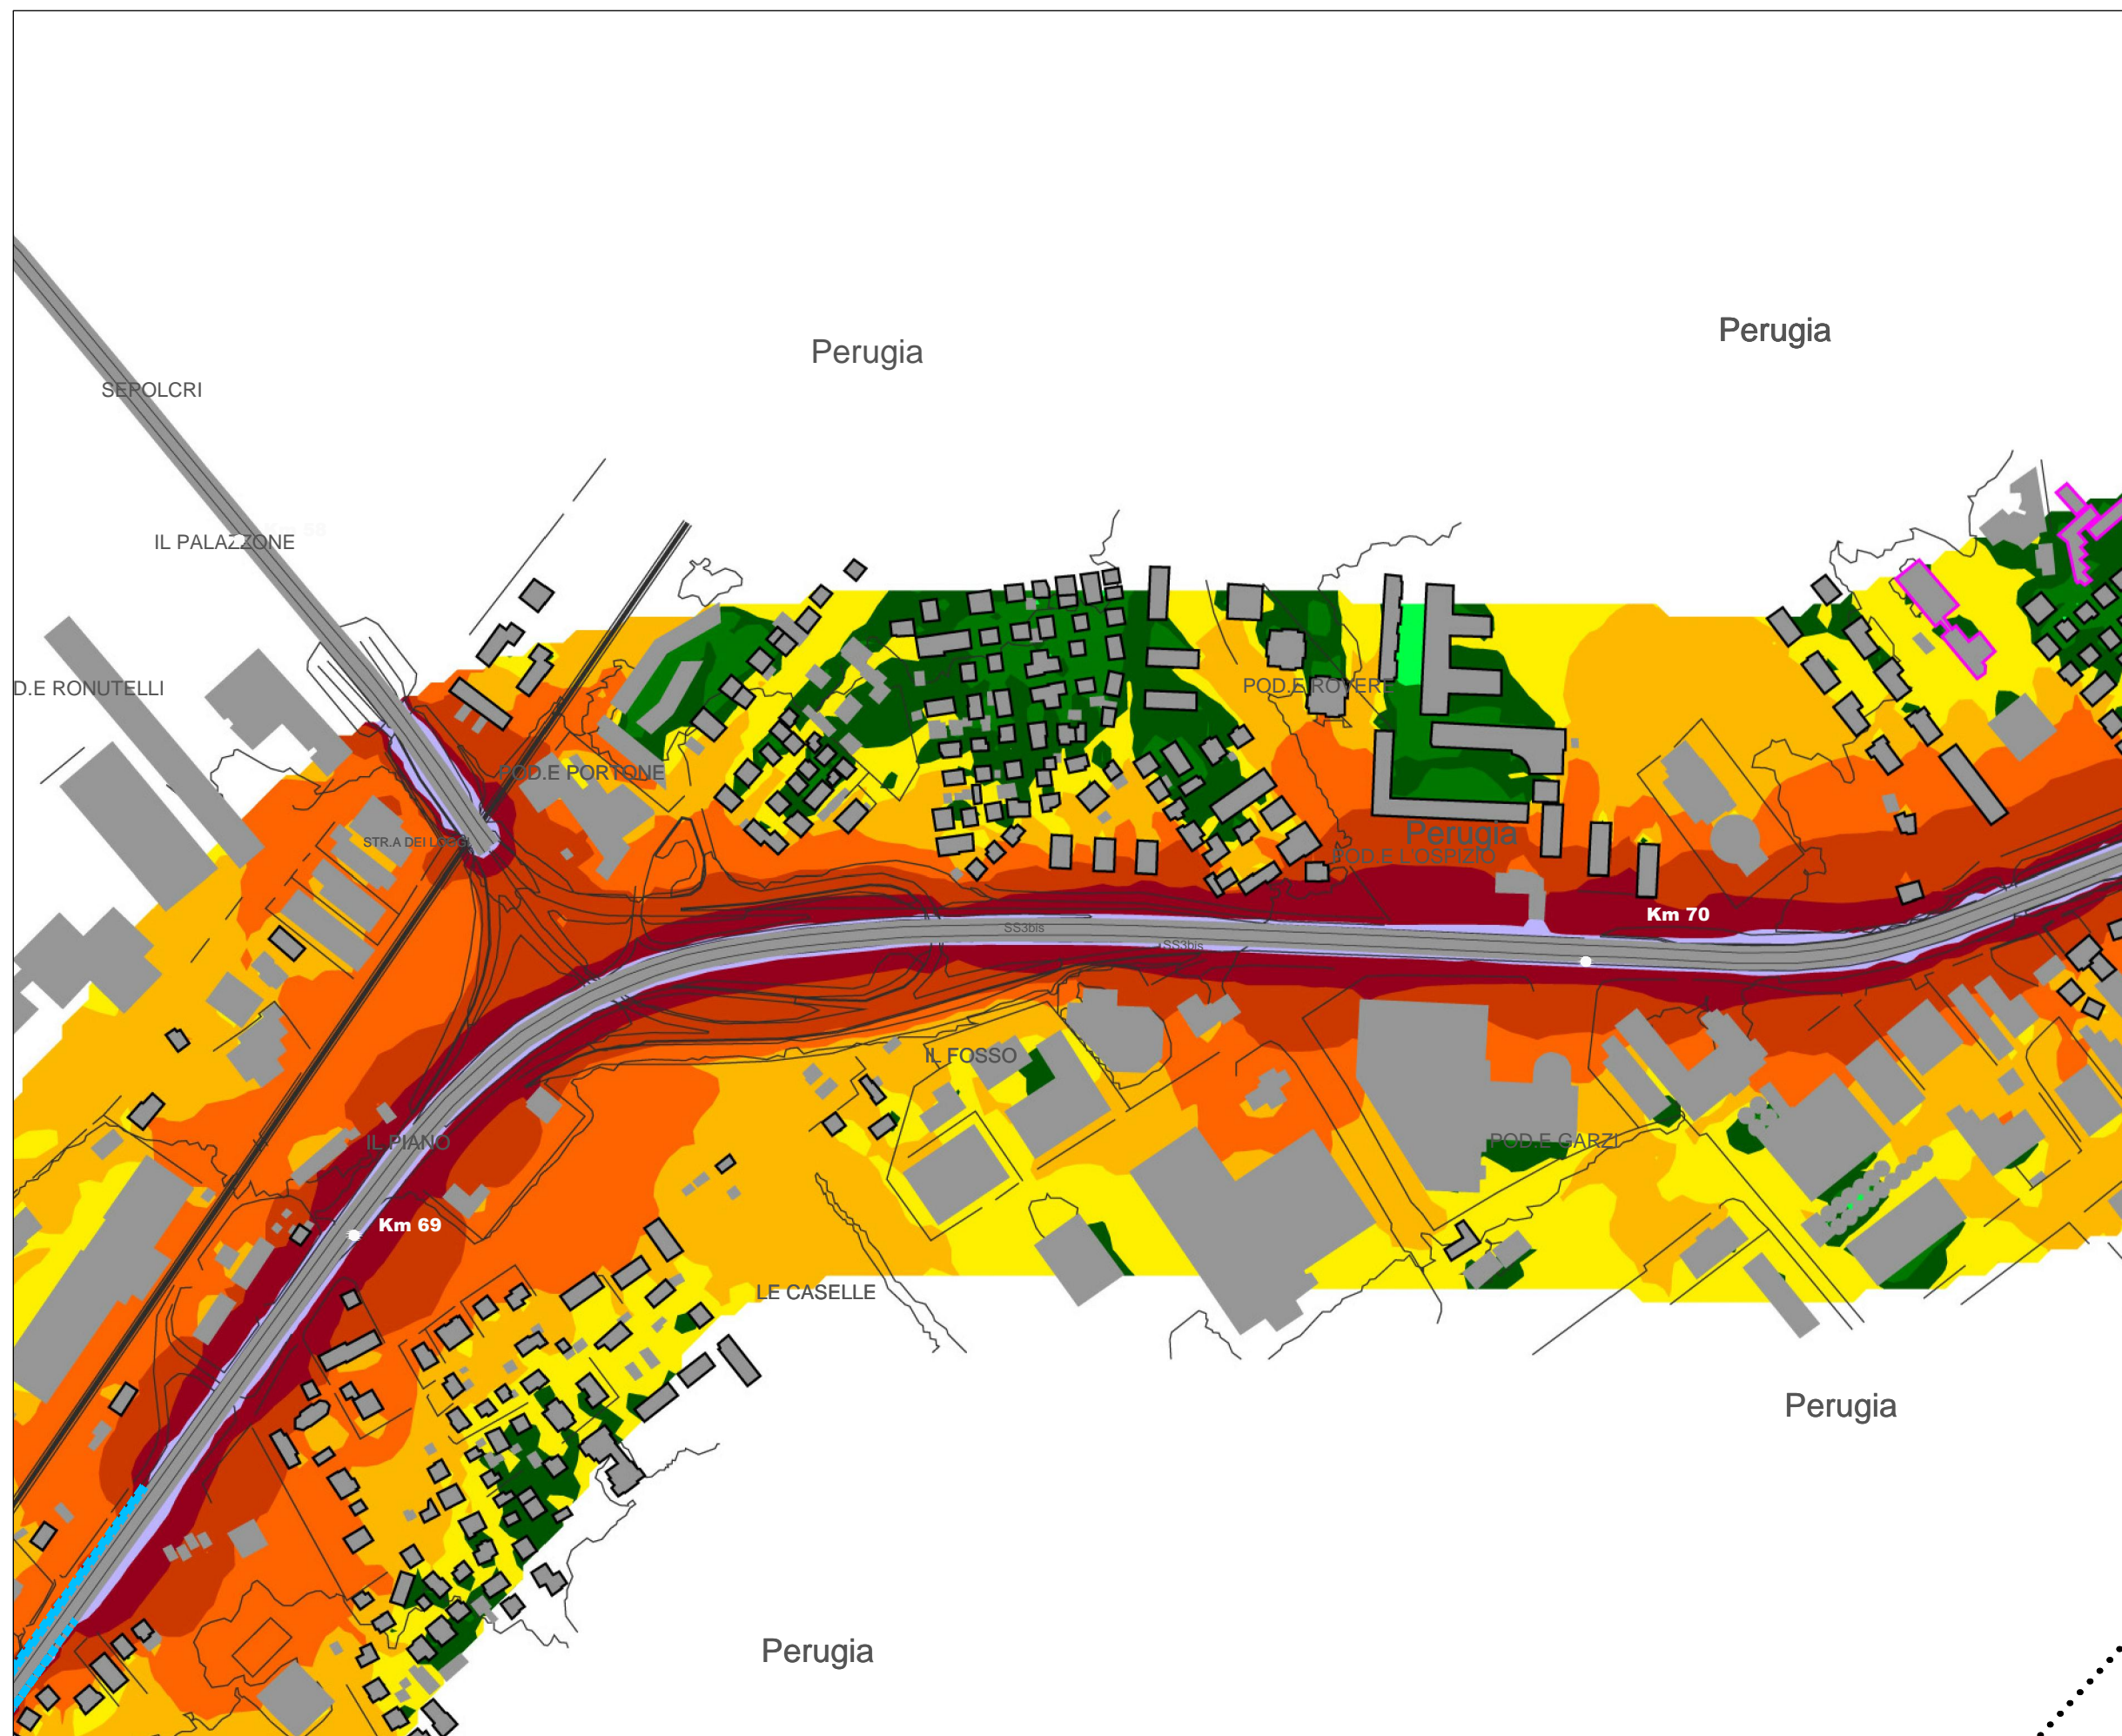 Perugia
Perugia
SEPOLCRI
IL PALAZZONE
D.E RONUTELLI
POD.E ROVERE
POD.E PORTONE
STR.A DEI LOGGI
Perugia
POD.E L'OSPIZIO
Km 70
SS3bis
SS3bis
IL FOSSO
POD.E GARZI
IL PIANO
Km 69
LE CASELLE
Perugia
Perugia